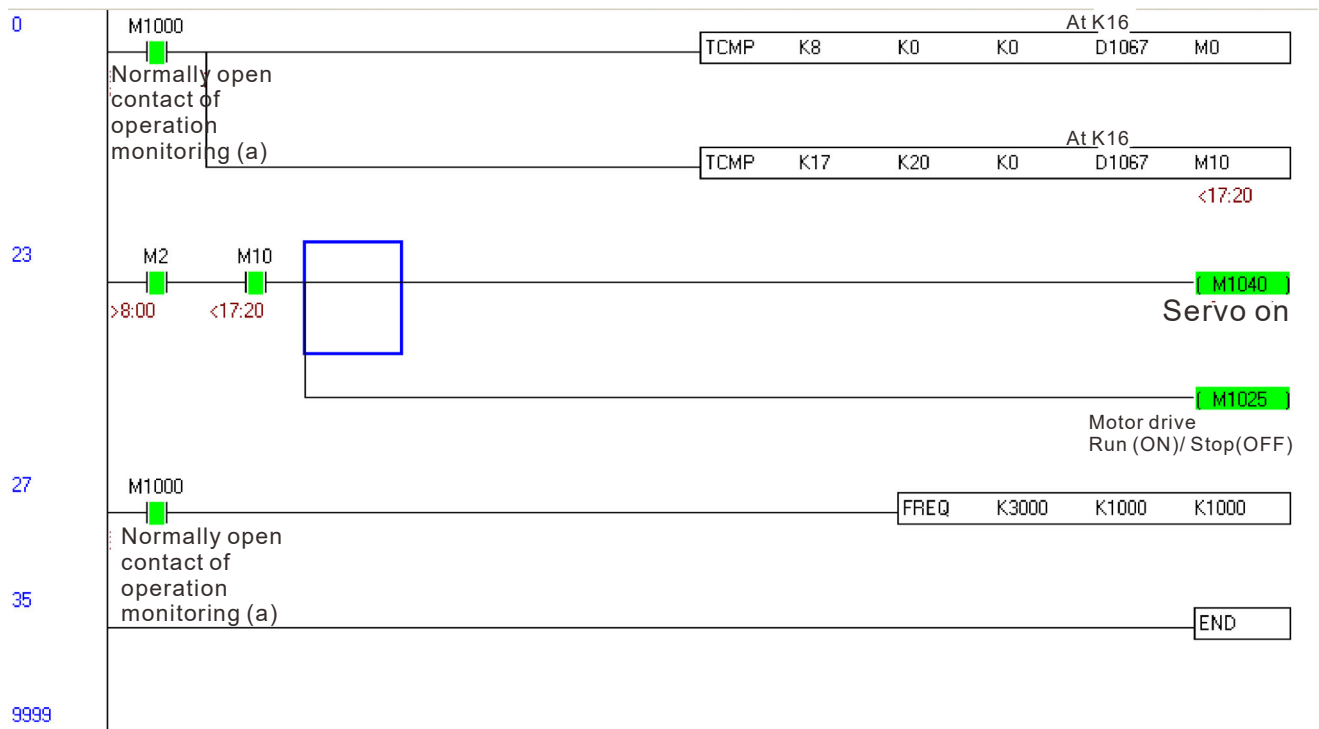 0
M1000
At K16
TCMP K8 K0 K0 D1067 M0
Normally open
contact of
operation
monitoring (a)
At K16
TCMP K17 K20 K0 D1067 M10
<17:20
23
M2 M10
( M1040 )
>8:00 <17:20
Servo on
( M1025 )
Motor drive
Run (ON)/ Stop(OFF)
27
M1000
FREQ K3000 K1000 K1000
Normally open
contact of
operation
monitoring (a)
35
END
9999